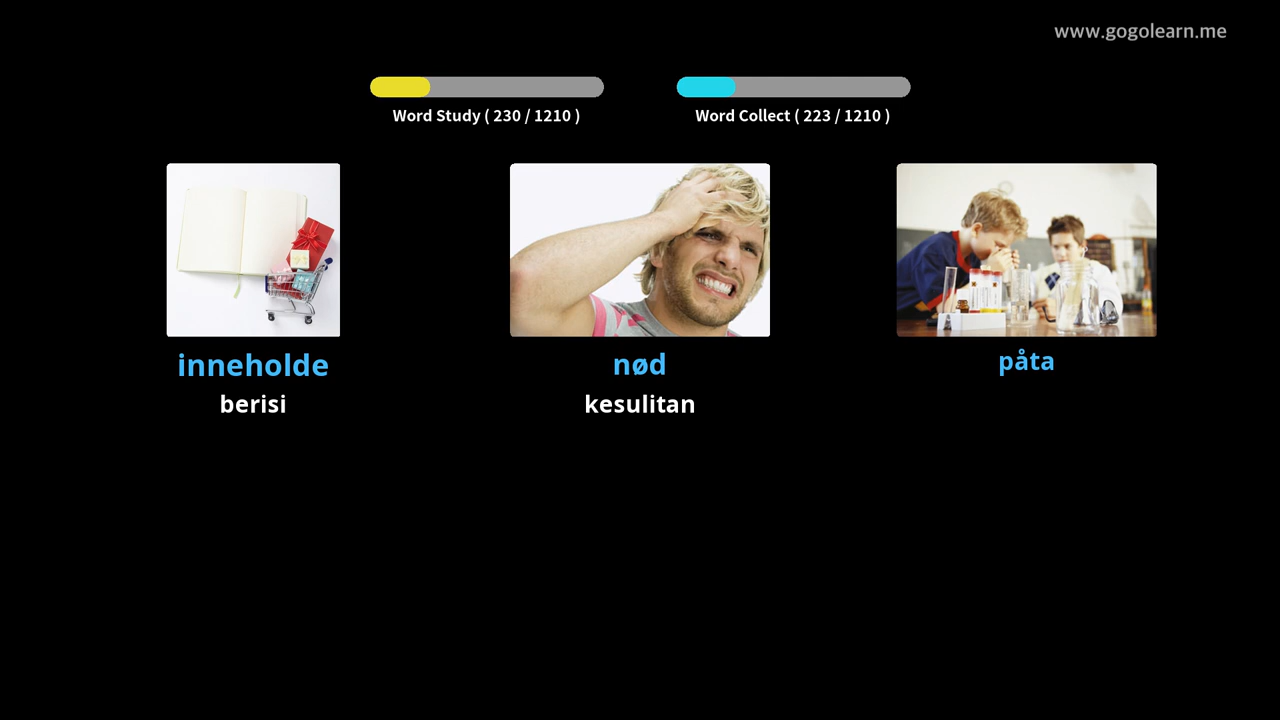 www.gogolearn.me
Word Study ( 230 / 1210 )
Word Collect ( 223 / 1210 )
inneholde
berisi
nød
kesulitan
påta